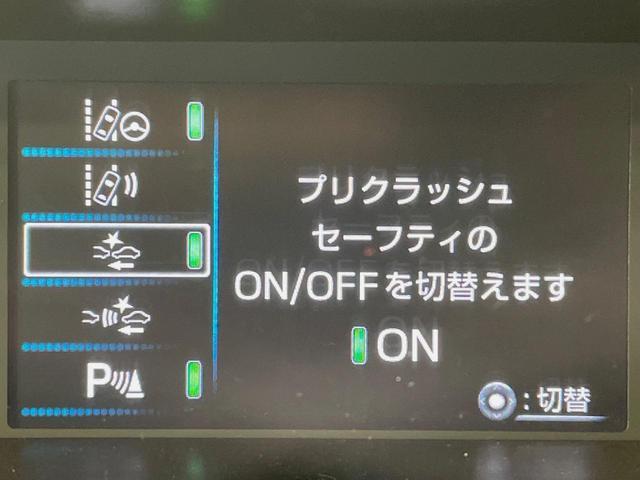 プリクラッシュ
セーフティの
ON/OFFを切替えます
ON
P
:切替